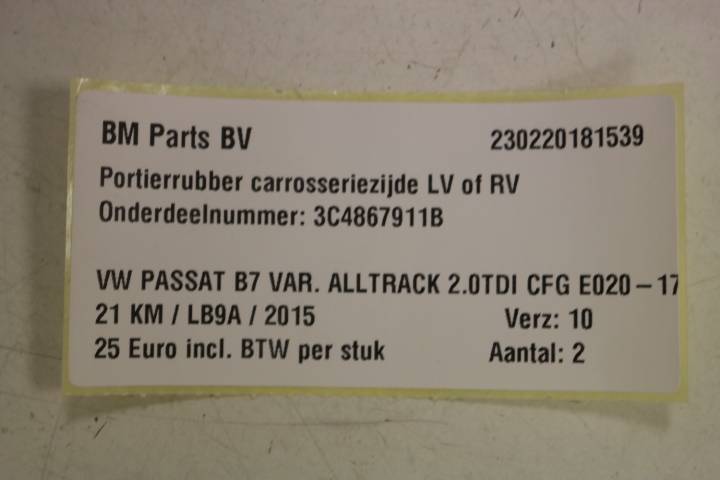 BM Parts BV 230220181539
Portierrubber carrosseriezijde LV of RV
Onderdeelnummer: 3C4867911B
VW PASSAT B7 VAR. ALLTRACK 2.0TDI CFG E020-17
21 KM / LB9A / 2015 Verz: 10
25 Euro incl. BTW per stuk Aantal: 2